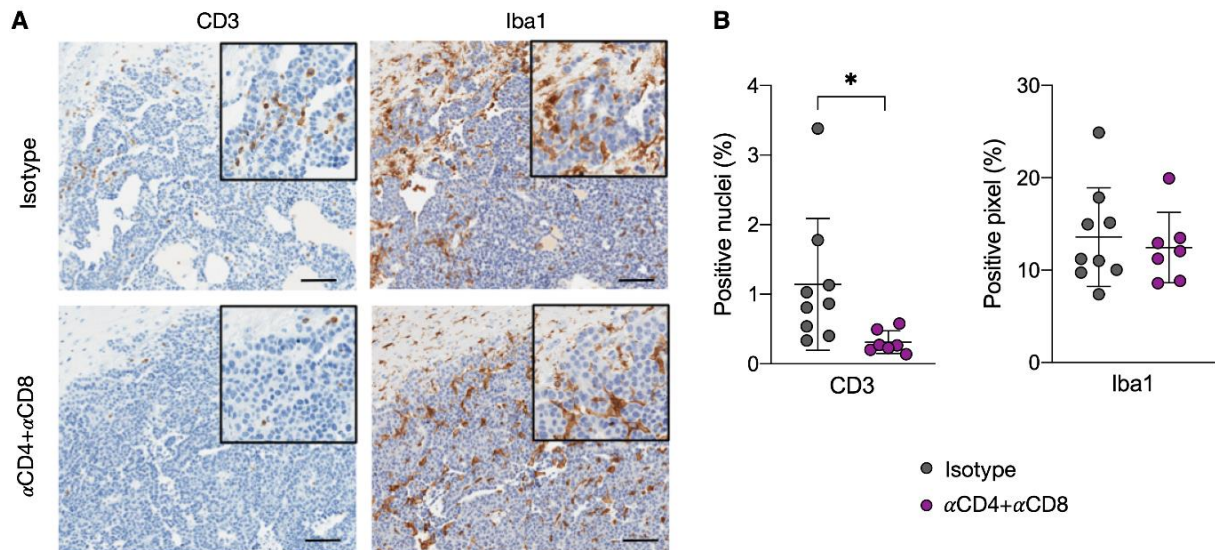 A
CD3
Iba1
Isotype
αCD4+αCD8
B
Positive nuclei (%)
4
3
2
1
0
*
CD3
Positive pixel (%)
30
20
10
0
Iba1
Isotype
αCD4+αCD8